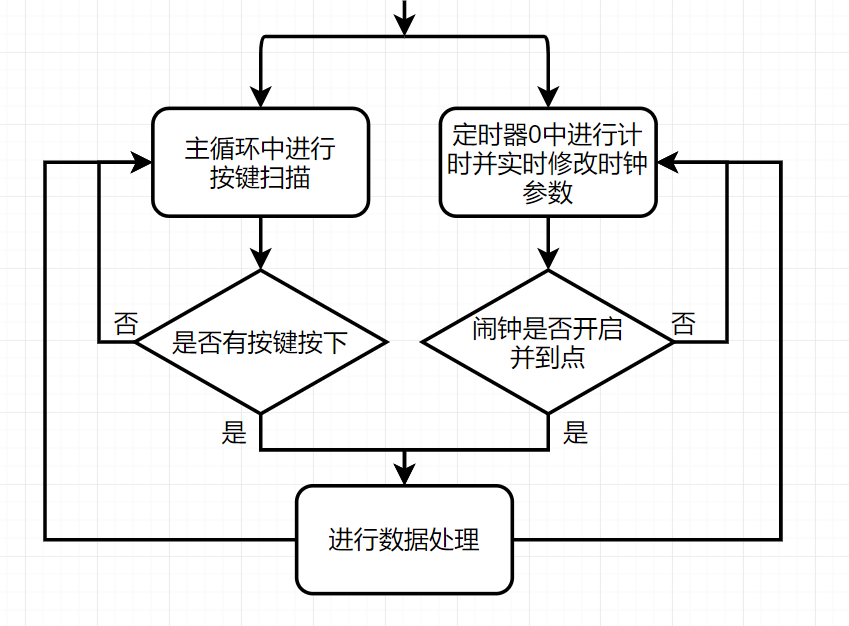 主循环中进行
按键扫描
定时器0中进行计
时并实时修改时钟
参数
否
是否有按键按下
闹钟是否开启
并到点
否
是
是
进行数据处理